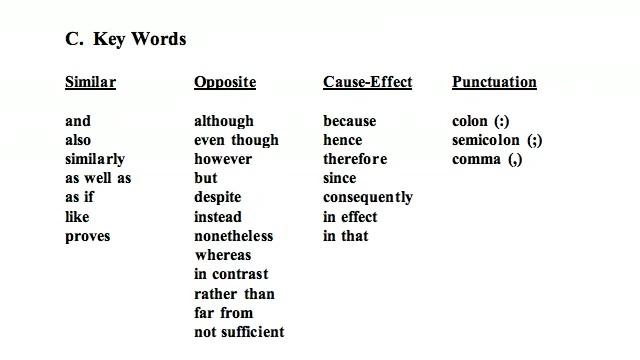 C. Key Words
Similar Opposite Cause-Effect Punctuation
and although because colon (:)
also even though hence semicolon (;)
similarly however therefore comma (,)
as well as but since
as if despite consequently
like instead in effect
proves nonetheless in that
whereas
in contrast
rather than
far from
not sufficient